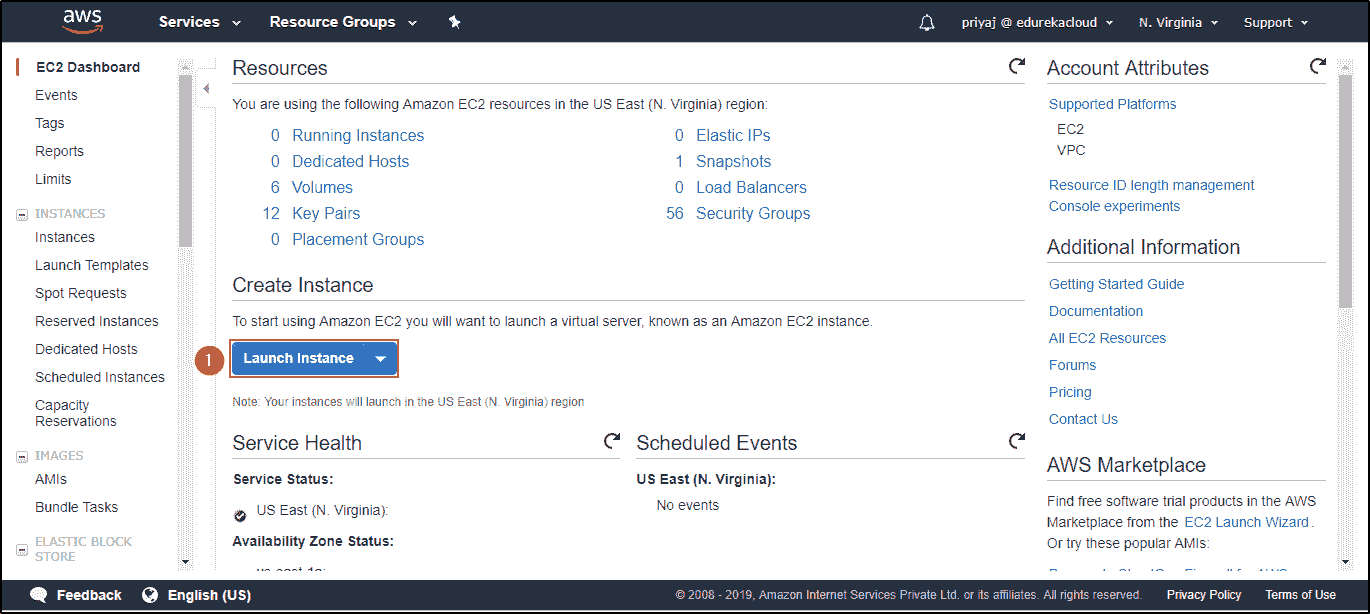 aws Services Resource Groups priyaj @ edurekacloud N. Virginia Support
EC2 Dashboard
Events
Tags
Reports
Limits
INSTANCES
Instances
Launch Templates
Spot Requests
Reserved Instances
Dedicated Hosts
Scheduled Instances
Capacity
Reservations
IMAGES
AMIs
Bundle Tasks
ELASTIC BLOCK
STORE
Resources
You are using the following Amazon EC2 resources in the US East (N. Virginia) region:
0 Running Instances
0 Dedicated Hosts
6 Volumes
12 Key Pairs
0 Placement Groups
0 Elastic IPs
1 Snapshots
0 Load Balancers
56 Security Groups
Create Instance
To start using Amazon EC2 you will want to launch a virtual server, known as an Amazon EC2 instance.
1 Launch Instance
Note: Your instances will launch in the US East (N. Virginia) region
Service Health
Service Status:
US East (N. Virginia):
Availability Zone Status:
us-east-1a:
Scheduled Events
US East (N. Virginia):
No events
Account Attributes
Supported Platforms
EC2
VPC
Resource ID length management
Console experiments
Additional Information
Getting Started Guide
Documentation
All EC2 Resources
Forums
Pricing
Contact Us
AWS Marketplace
Find free software trial products in the AWS
Marketplace from the EC2 Launch Wizard.
Or try these popular AMIs:
Feedback English (US) © 2008 - 2019, Amazon Internet Services Private Ltd. or its affiliates. All rights reserved. Privacy Policy Terms of Use